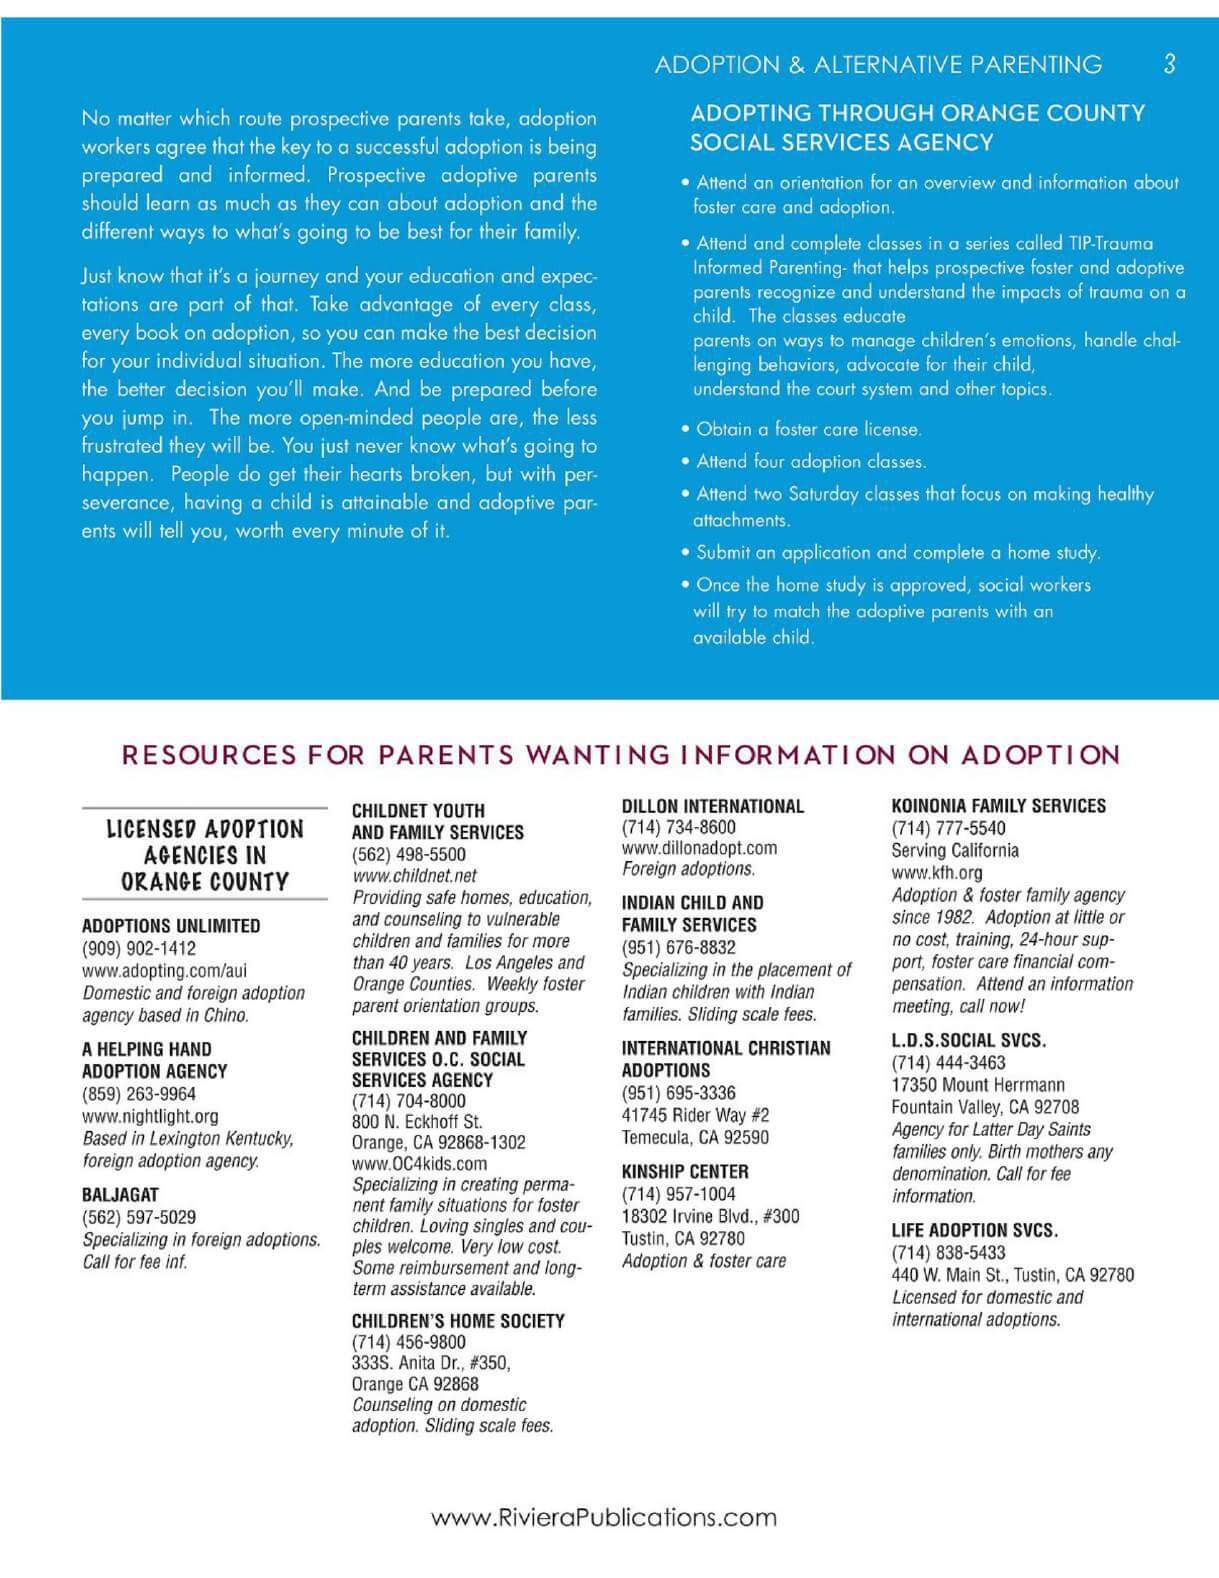 ADOPTION & ALTERNATIVE PARENTING 3
No matter which route prospective parents take, adoption
workers agree that the key to a successful adoption is being
prepared and informed. Prospective adoptive parents
should learn as much as they can about adoption and the
different ways to what's going to be best for their family.
Just know that it's a journey and your education and expec-
tations are part of that. Take advantage of every class,
every book on adoption, so you can make the best decision
for your individual situation. The more education you have,
the better decision you'll make. And be prepared before
you jump in. The more open-minded people are, the less
frustrated they will be. You just never know what's going to
happen. People do get their hearts broken, but with per-
severance, having a child is attainable and adoptive par-
ents will tell you, worth every minute of it.
ADOPTING THROUGH ORANGE COUNTY
SOCIAL SERVICES AGENCY
• Attend an orientation for an overview and information about
foster care and adoption.
• Attend and complete classes in a series called TIP-Trauma
Informed Parenting- that helps prospective foster and adoptive
parents recognize and understand the impacts of trauma on a
child. The classes educate
parents on ways to manage children's emotions, handle chal-
lenging behaviors, advocate for their child,
understand the court system and other topics.
• Obtain a foster care license.
• Attend four adoption classes.
• Attend two Saturday classes that focus on making healthy
attachments.
• Submit an application and complete a home study.
• Once the home study is approved, social workers
will try to match the adoptive parents with an
available child.
RESOURCES FOR PARENTS WANTING INFORMATION ON ADOPTION
LICENSED ADOPTION
AGENCIES IN
ORANGE COUNTY
ADOPTIONS UNLIMITED
(909) 902-1412
www.adopting.com/aui
Domestic and foreign adoption
agency based in Chino.
A HELPING HAND
ADOPTION AGENCY
(859) 263-9964
www.nightlight.org
Based in Lexington Kentucky,
foreign adoption agency.
BALJAGAT
(562) 597-5029
Specializing in foreign adoptions.
Call for fee inf.
CHILDNET YOUTH
AND FAMILY SERVICES
(562) 498-5500
www.childnet.net
Providing safe homes, education,
and counseling to vulnerable
children and families for more
than 40 years. Los Angeles and
Orange Counties. Weekly foster
parent orientation groups.
CHILDREN AND FAMILY
SERVICES O.C. SOCIAL
SERVICES AGENCY
(714) 704-8000
800 N. Eckhoff St.
Orange, CA 92868-1302
www.OC4kids.com
Specializing in creating perma-
nent family situations for foster
children. Loving singles and cou-
ples welcome. Very low cost.
Some reimbursement and long-
term assistance available.
CHILDREN'S HOME SOCIETY
(714) 456-9800
333S. Anita Dr., #350,
Orange CA 92868
Counseling on domestic
adoption. Sliding scale fees.
DILLON INTERNATIONAL
(714) 734-8600
www.dillonadopt.com
Foreign adoptions.
INDIAN CHILD AND
FAMILY SERVICES
(951) 676-8832
Specializing in the placement of
Indian children with Indian
families. Sliding scale fees.
INTERNATIONAL CHRISTIAN
ADOPTIONS
(951) 695-3336
41745 Rider Way #2
Temecula, CA 92590
KINSHIP CENTER
(714) 957-1004
18302 Irvine Blvd., #300
Tustin, CA 92780
Adoption & foster care
KOINONIA FAMILY SERVICES
(714) 777-5540
Serving California
www.kfh.org
Adoption & foster family agency
since 1982. Adoption at little or
no cost, training, 24-hour sup-
port, foster care financial com-
pensation. Attend an information
meeting, call now!
L.D.S.SOCIAL SVCS.
(714) 444-3463
17350 Mount Herrmann
Fountain Valley, CA 92708
Agency for Latter Day Saints
families only. Birth mothers any
denomination. Call for fee
information.
LIFE ADOPTION SVCS.
(714) 838-5433
440 W. Main St., Tustin, CA 92780
Licensed for domestic and
international adoptions.
www.RivieraPublications.com